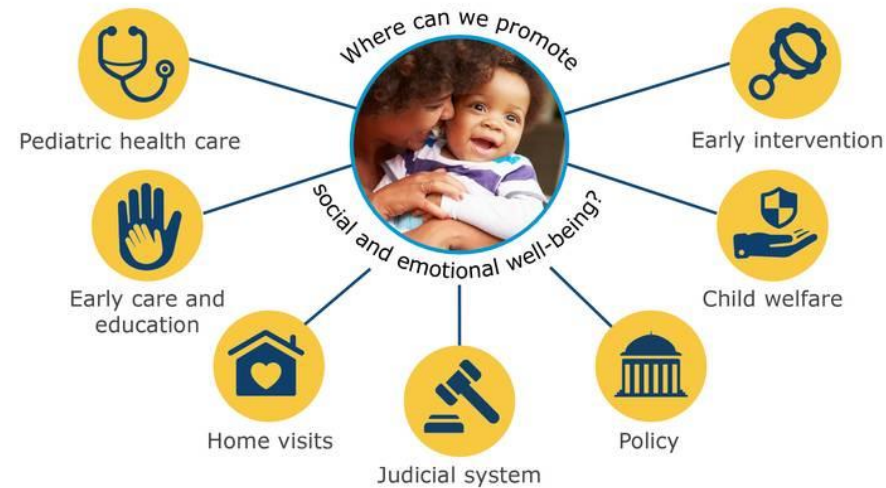 Where can we promote
social and emotional well-being?
Pediatric health care
Early care and
education
Home visits
Judicial system
Policy
Child welfare
Early intervention